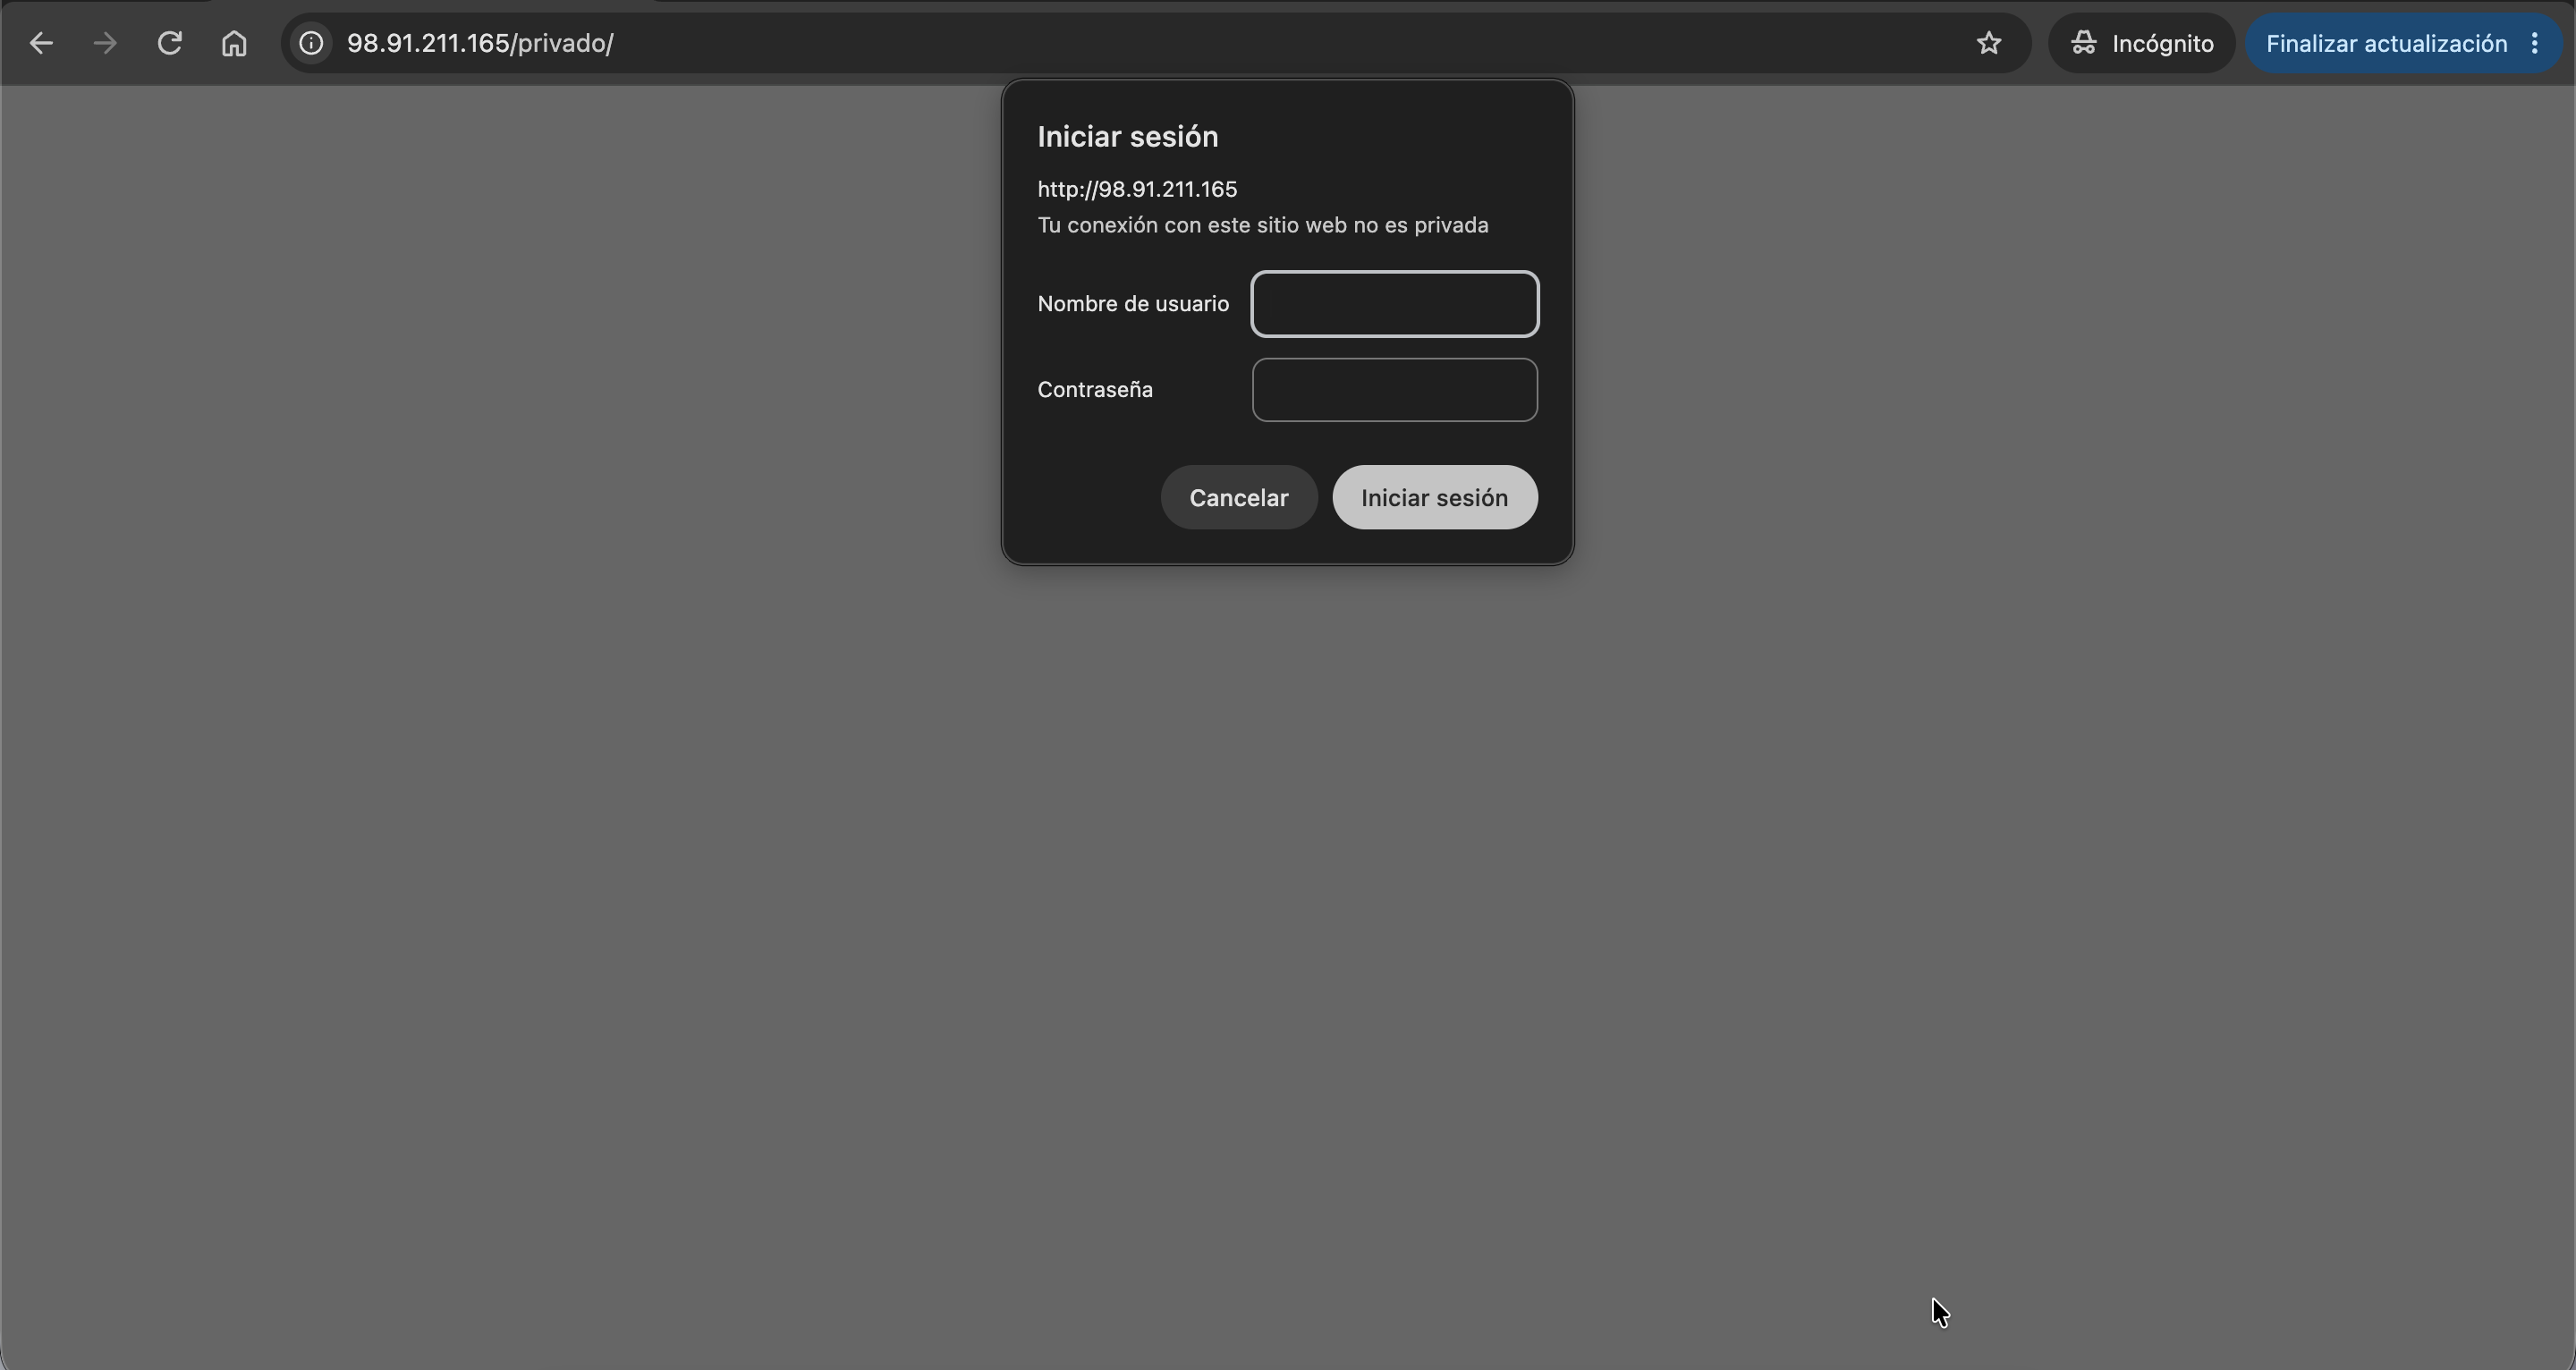 98.91.211.165/privado/
Incógnito
Finalizar actualización
Iniciar sesión
http://98.91.211.165
Tu conexión con este sitio web no es privada
Nombre de usuario
Contraseña
Cancelar
Iniciar sesión